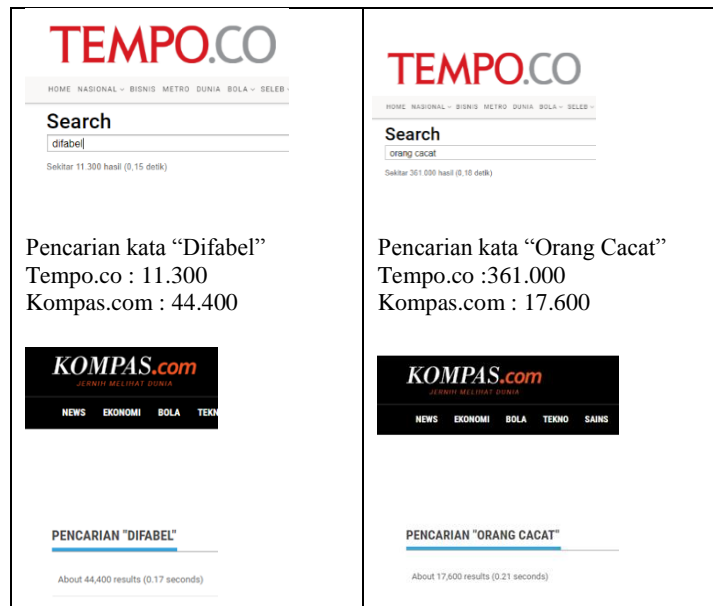 TEMPO.CO
HOME NASIONAL BISNIS METRO DUNIA BOLA SELEB
Search
difabel
Sekitar 11.300 hasil (0,15 detik)
Pencarian kata “Difabel”
Tempo.co : 11.300
Kompas.com : 44.400
KOMPAS.com
JERNIH MELIHAT DUNIA
NEWS EKONOMI BOLA TEKN
PENCARIAN "DIFABEL"
About 44,400 results (0.17 seconds)
TEMPO.CO
HOME NASIONAL BISNIS METRO DUNIA BOLA SELEB
Search
orang cacat
Sekitar 361.000 hasil (0,18 detik)
Pencarian kata “Orang Cacat”
Tempo.co :361.000
Kompas.com : 17.600
KOMPAS.com
JERNIH MELIHAT DUNIA
NEWS EKONOMI BOLA TEKNO SAINS
PENCARIAN "ORANG CACAT"
About 17,600 results (0.21 seconds)